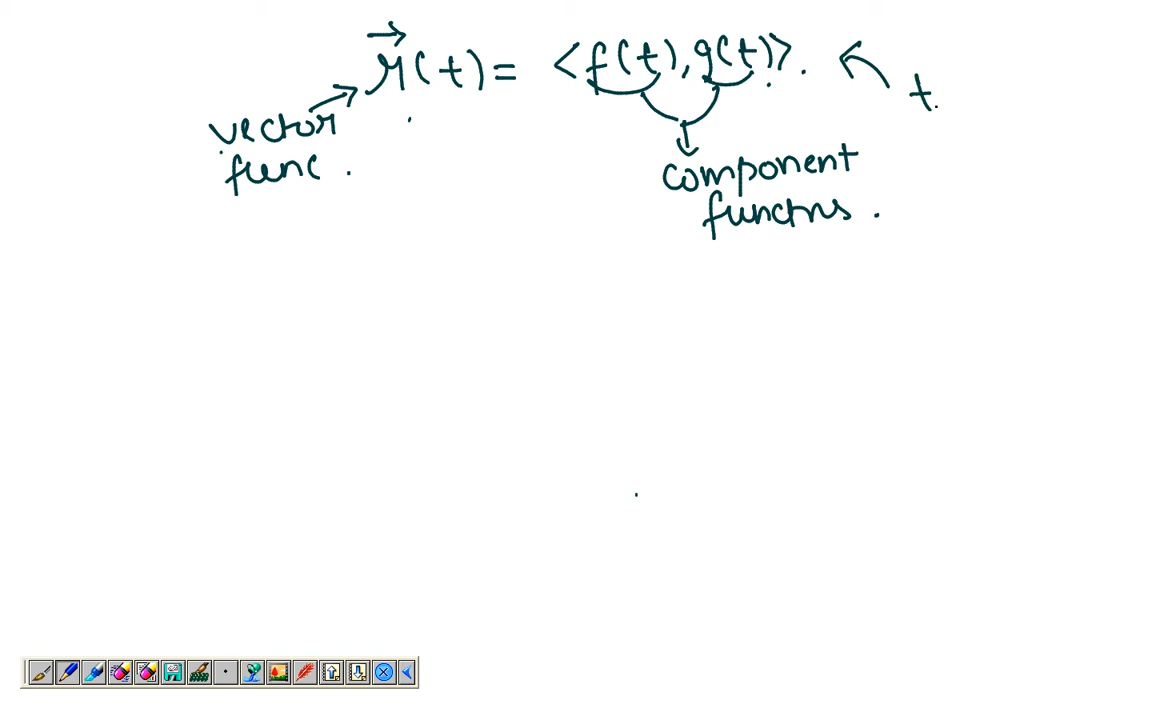 r⃗(t) = <f(t), g(t)>. t.
vector
func.
component
functns.